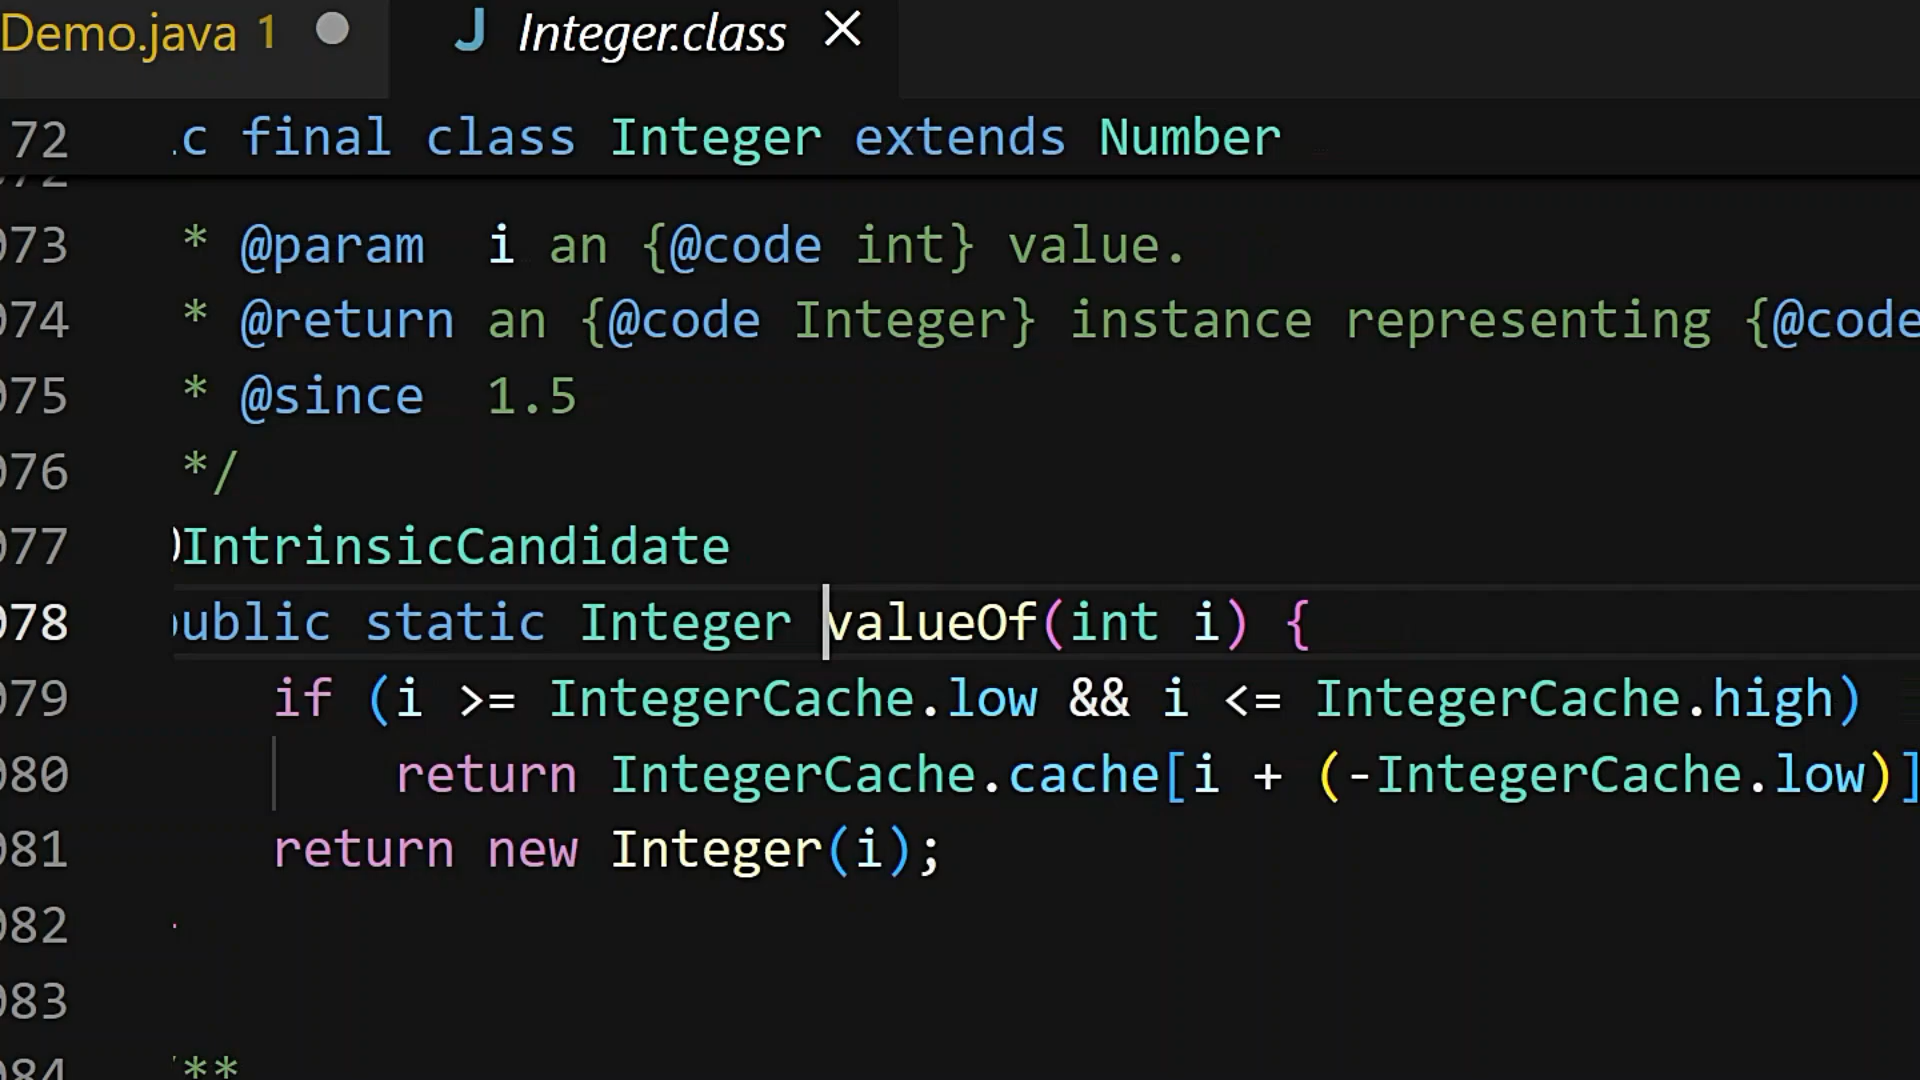 Demo.java 1
J Integer.class
72 c final class Integer extends Number
073 * @param i an {@code int} value.
074 * @return an {@code Integer} instance representing {@code
075 * @since 1.5
076 */
077 @IntrinsicCandidate
078 public static Integer valueOf(int i) {
079 if (i >= IntegerCache.low && i <= IntegerCache.high)
080 return IntegerCache.cache[i + (-IntegerCache.low)]
081 return new Integer(i);
082
083
084 /**